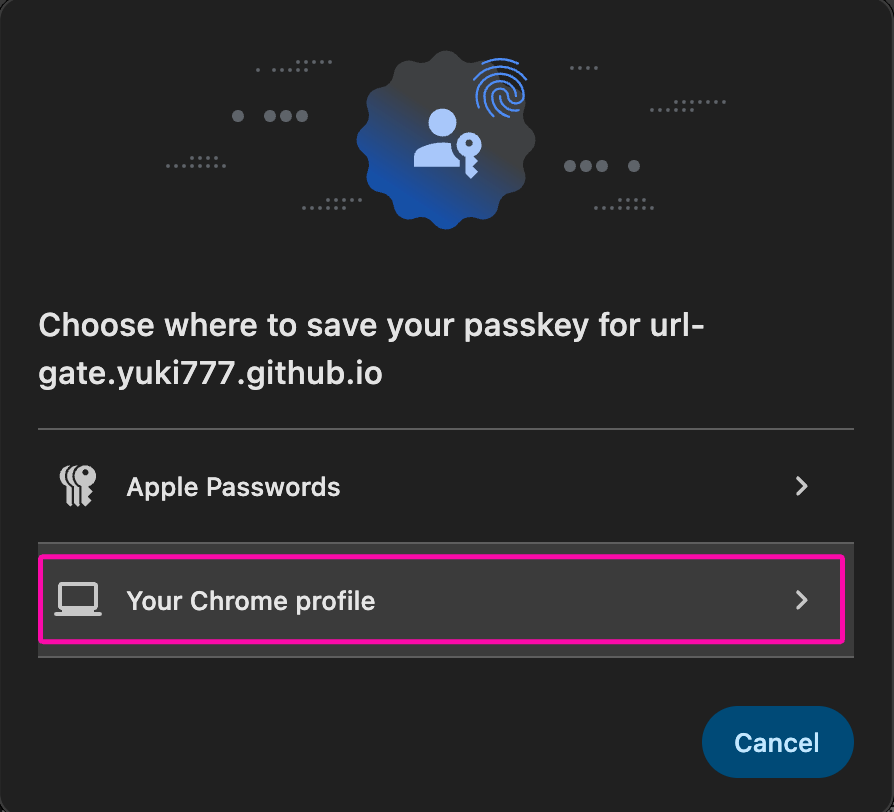 Choose where to save your passkey for url-
gate.yuki777.github.io
Apple Passwords
Your Chrome profile
Cancel